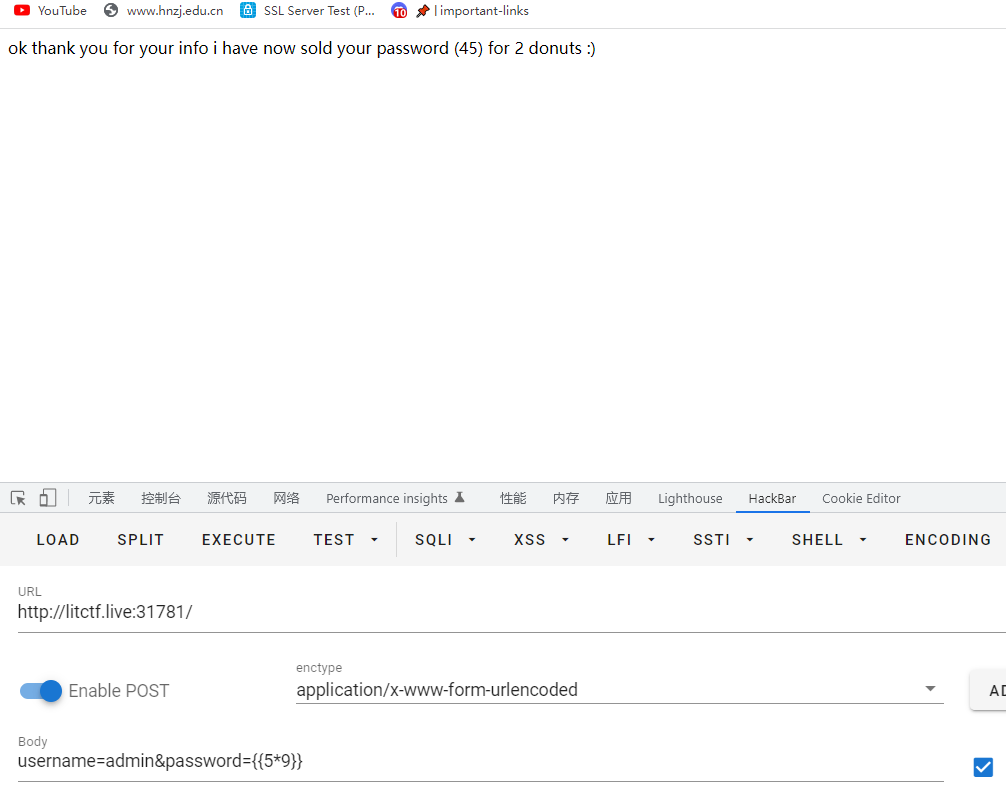 YouTube www.hnzj.edu.cn SSL Server Test (P... 10 | important-links
ok thank you for your info i have now sold your password (45) for 2 donuts :)
元素 控制台 源代码 网络 Performance insights 性能 内存 应用 Lighthouse HackBar Cookie Editor
LOAD SPLIT EXECUTE TEST SQLI XSS LFI SSTI SHELL ENCODING
URL
http://litctf.live:31781/
enctype
Enable POST application/x-www-form-urlencoded AD
Body
username=admin&password={{5*9}}